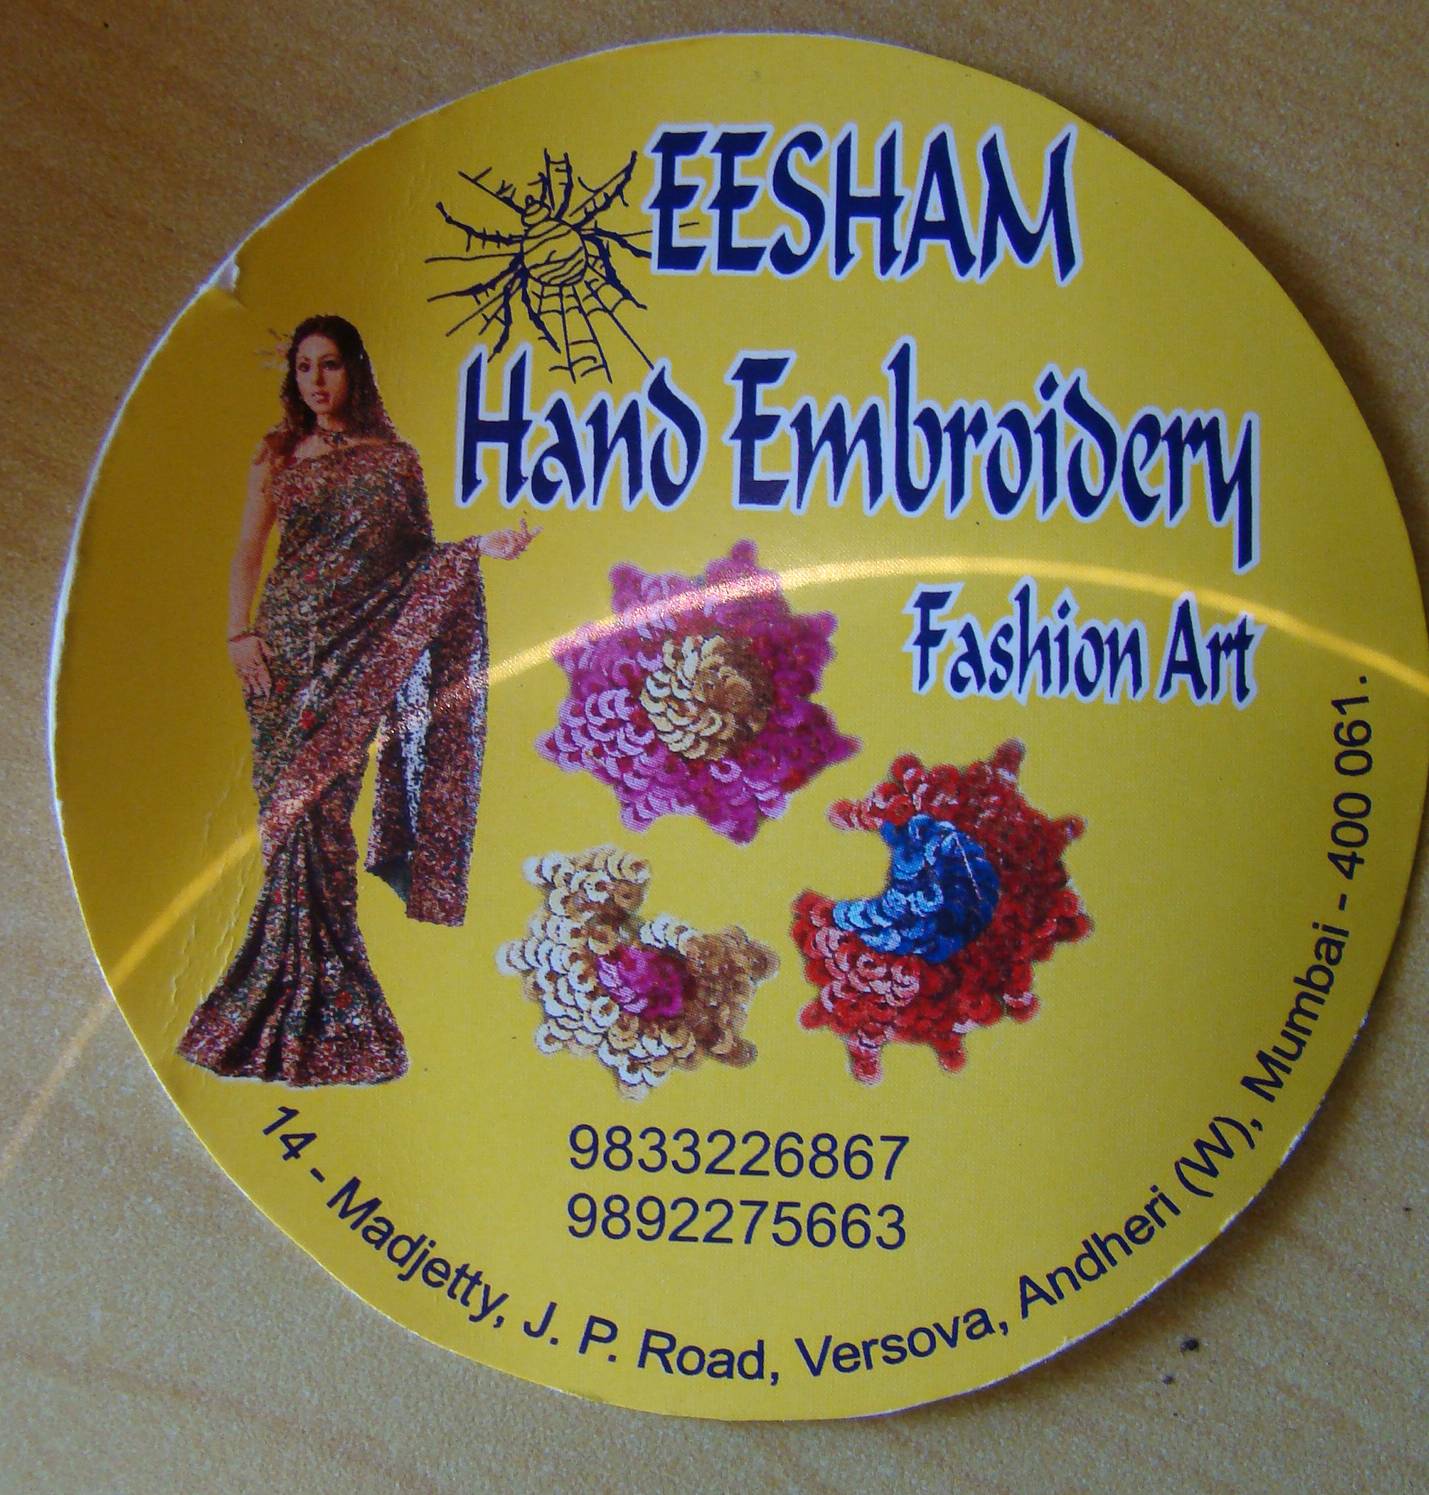 EESHAM
Hand Embroidery
Fashion Art
9833226867
9892275663
14 - Madjetty, J. P. Road, Versova, Andheri (W), Mumbai - 400 061.